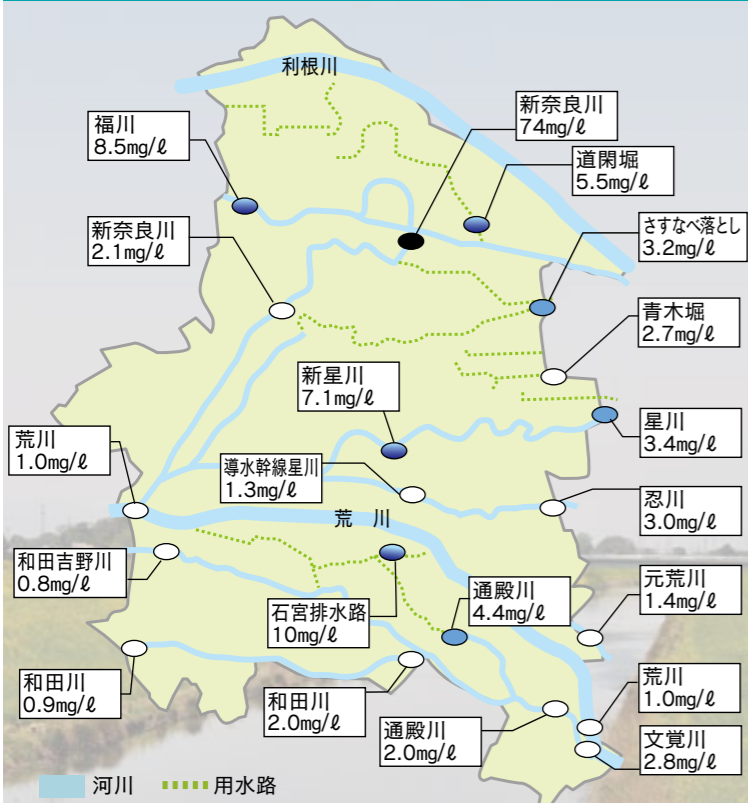 利根川
福川
8.5mg/ℓ
新奈良川
74mg/ℓ
道閑堀
5.5mg/ℓ
新奈良川
2.1mg/ℓ
さすなべ落とし
3.2mg/ℓ
青木堀
2.7mg/ℓ
新星川
7.1mg/ℓ
星川
3.4mg/ℓ
荒川
1.0mg/ℓ
導水幹線星川
1.3mg/ℓ
忍川
3.0mg/ℓ
荒 川
和田吉野川
0.8mg/ℓ
石宮排水路
10mg/ℓ
通殿川
4.4mg/ℓ
元荒川
1.4mg/ℓ
和田川
0.9mg/ℓ
和田川
2.0mg/ℓ
通殿川
2.0mg/ℓ
荒川
1.0mg/ℓ
文覚川
2.8mg/ℓ
河川
用水路